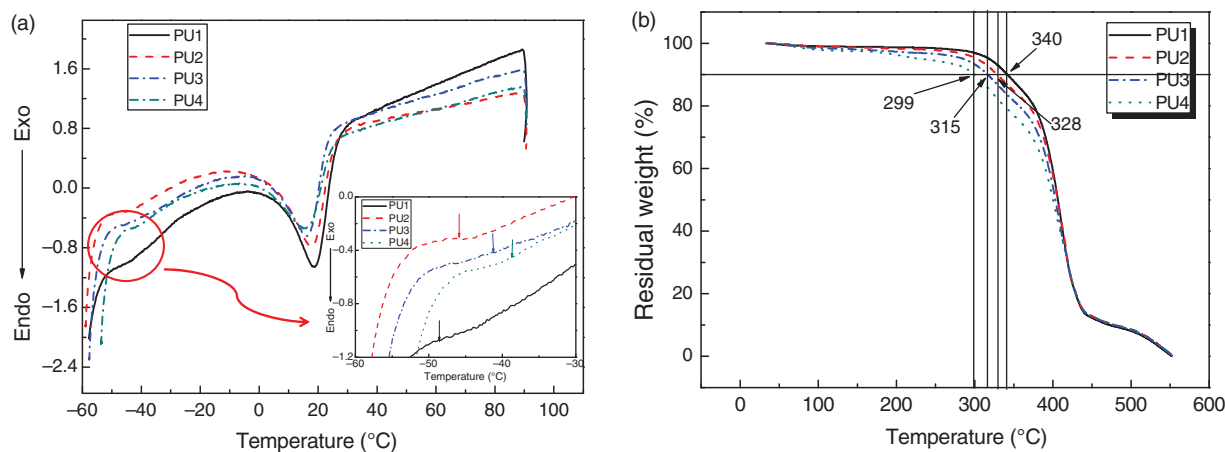 (a)
PU1
PU2
PU3
PU4
1.6
0.8
0.0
−0.8
−1.6
−2.4
Exo
Endo
−60
−40
−20
0
20
40
60
80
100
Temperature (°C)
PU1
PU2
PU3
PU4
0.0
−0.4
−0.8
−1.2
Exo
Endo
−60
−50
−40
−30
Temperature (°C)
(b)
PU1
PU2
PU3
PU4
100
80
60
40
20
0
Residual weight (%)
340
299
315
328
0
100
200
300
400
500
600
Temperature (°C)